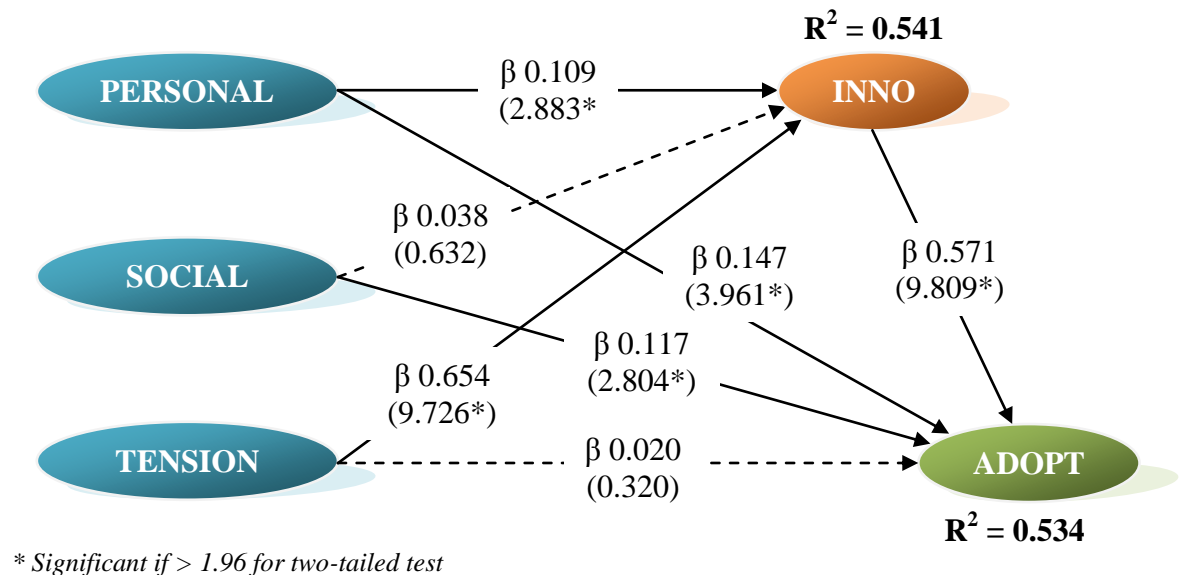 R² = 0.541
PERSONAL
β 0.109
(2.883*
INNO
β 0.038
(0.632)
SOCIAL
β 0.147
(3.961*)
β 0.571
(9.809*)
β 0.117
(2.804*)
β 0.654
(9.726*)
TENSION
β 0.020
(0.320)
ADOPT
R² = 0.534
* Significant if > 1.96 for two-tailed test